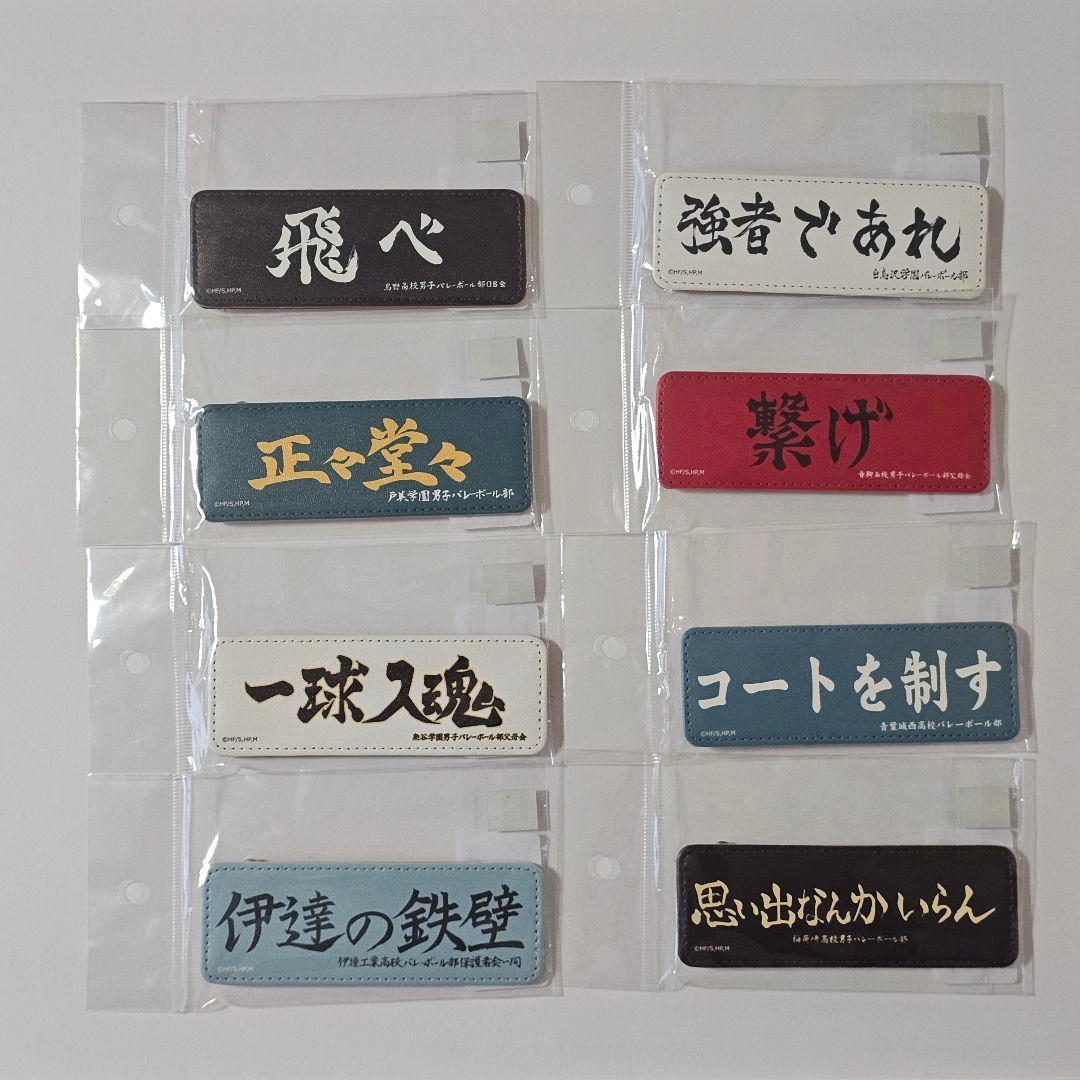 飛べ
©HF/S,HP,M
烏野高校男子バレーボール部OB会
強者であれ
©HF/S,HP,M
白鳥沢学園バレーボール部
正々堂々
©HF/S,HP,M
戸美学園男子バレーボール部
繋げ
©HF/S,HP,M
音駒高校男子バレーボール部父母会
一球入魂
©HF/S,HP,M
梟谷学園男子バレーボール部父母会
コートを制す
©HF/S,HP,M
青葉城西高校バレーボール部
伊達の鉄壁
©HF/S,HP,M
伊達工業高校バレーボール部保護者会一同
思い出なんかいらん
©HF/S,HP,M
稲荷崎高校男子バレーボール部